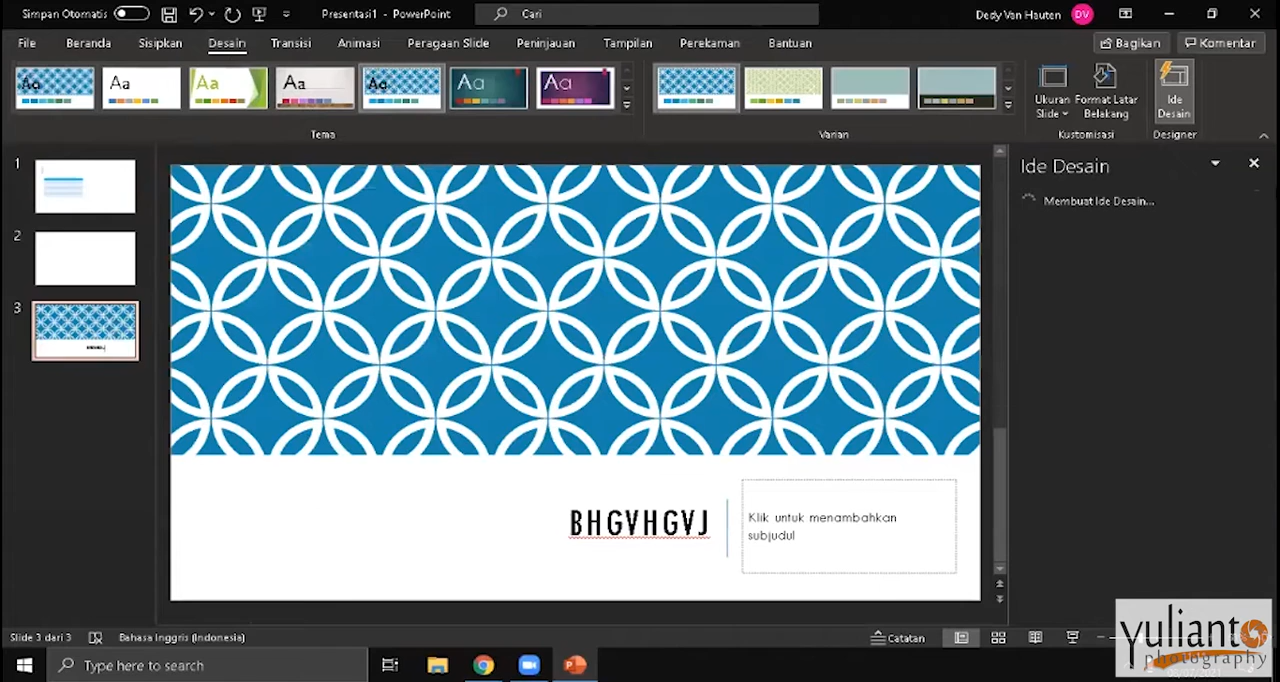 Simpan Otomatis
Presentasi1 - PowerPoint
Cari
Dedy Van Hauten
DV
File Beranda Sisipkan Desain Transisi Animasi Peragaan Slide Peninjauan Tampilan Perekaman Bantuan
Bagikan
Komentar
Aa Aa Aa Aa Aa Aa Aa
Ukuran Slide
Format Latar Belakang
Ide Desain
Tema
Varian
Kustomisasi
Designer
1
2
3
BHGVHGVJ
Klik untuk menambahkan
subjudul
Ide Desain
Membuat Ide Desain...
Slide 3 dari 3
Bahasa Inggris (Indonesia)
Catatan
Type here to search
yulianto
photography